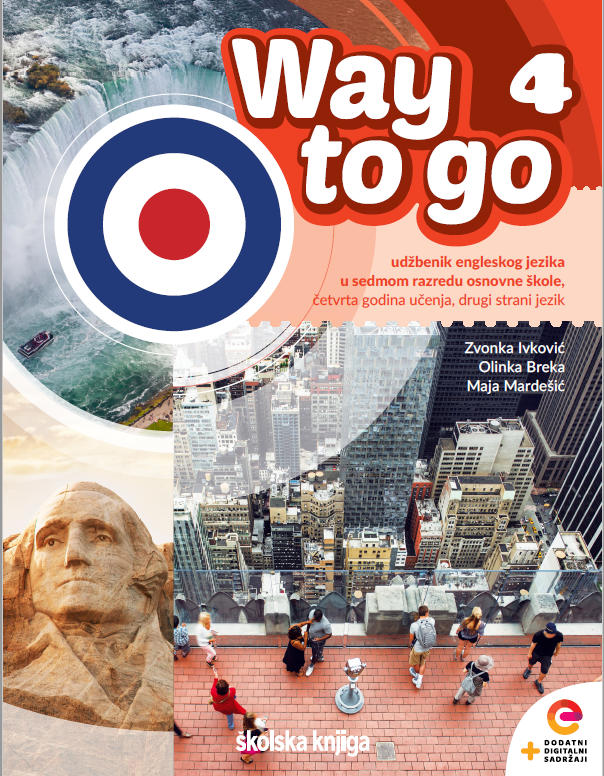 Way 4
to go
udžbenik engleskog jezika
u sedmom razredu osnovne škole,
četvrta godina učenja, drugi strani jezik
Zvonka Ivković
Olinka Breka
Maja Mardešić
školska knjiga
e
+ DODATNI
DIGITALNI
SADRŽAJI